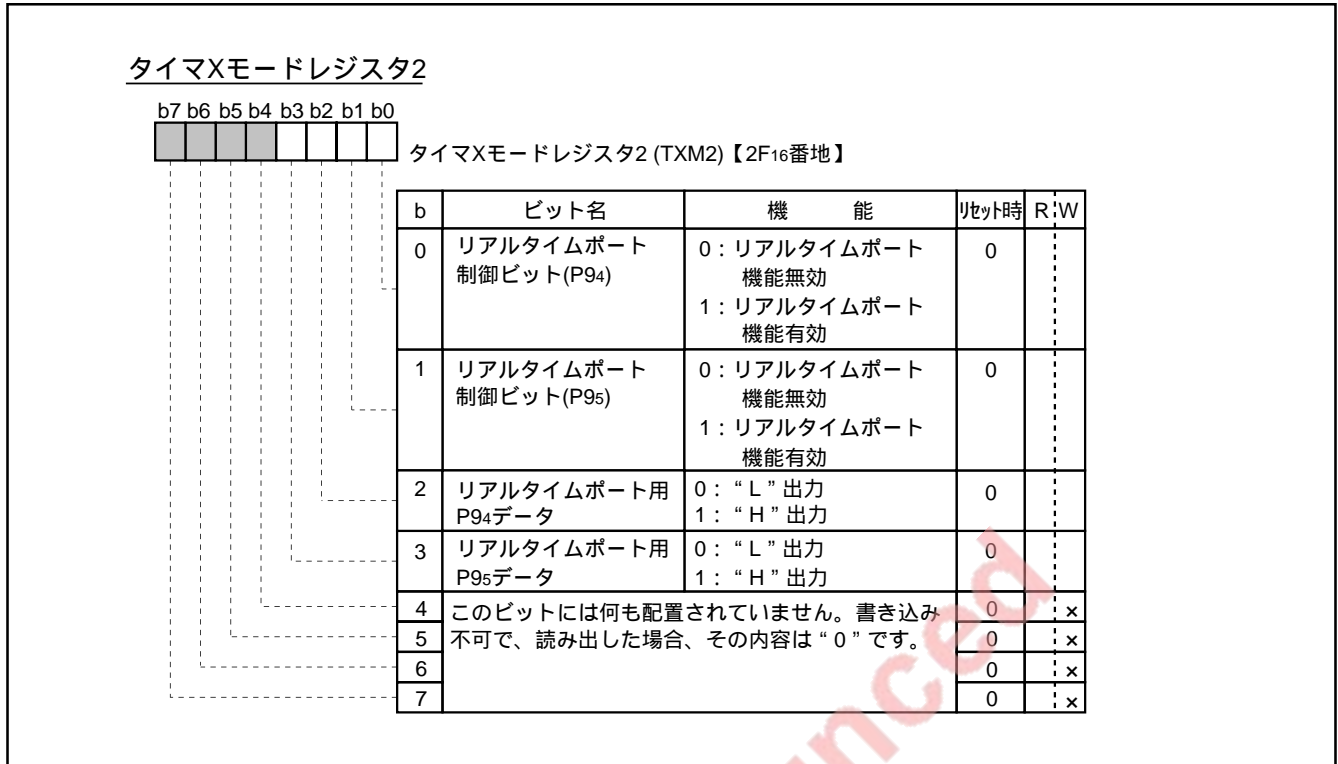 タイマXモードレジスタ2
b7 b6 b5 b4 b3 b2 b1 b0
タイマXモードレジスタ2 (TXM2)【2F16番地】
b ビット名 機 能 リセット時 R W
0 リアルタイムポート 0：リアルタイムポート 0
制御ビット(P94) 機能無効
1：リアルタイムポート
機能有効
1 リアルタイムポート 0：リアルタイムポート 0
制御ビット(P95) 機能無効
1：リアルタイムポート
機能有効
2 リアルタイムポート用 0：“L”出力 0
P94データ 1：“H”出力
3 リアルタイムポート用 0：“L”出力 0
P95データ 1：“H”出力
4 このビットには何も配置されていません。書き込み 0 ×
5 不可で、読み出した場合、その内容は“0”です。 0 ×
6 0 ×
7 0 ×